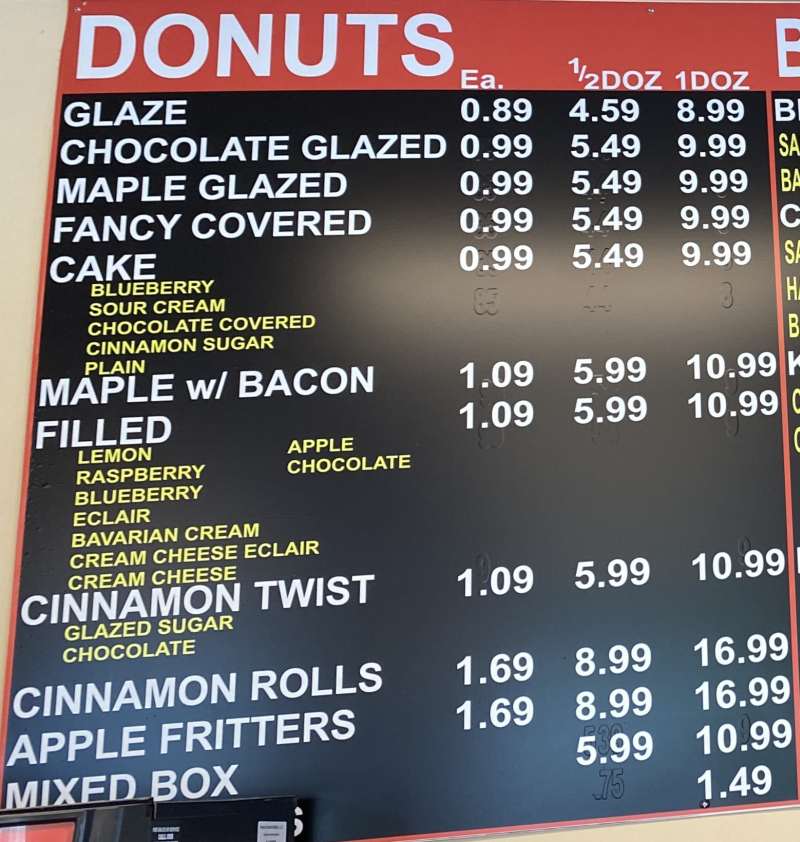 DONUTS
Ea. 1/2DOZ 1DOZ
GLAZE 0.89 4.59 8.99
CHOCOLATE GLAZED 0.99 5.49 9.99
MAPLE GLAZED 0.99 5.49 9.99
FANCY COVERED 0.99 5.49 9.99
CAKE 0.99 5.49 9.99
BLUEBERRY
SOUR CREAM
CHOCOLATE COVERED
CINNAMON SUGAR
PLAIN
MAPLE w/ BACON 1.09 5.99 10.99
FILLED 1.09 5.99 10.99
LEMON APPLE
RASPBERRY CHOCOLATE
BLUEBERRY
ECLAIR
BAVARIAN CREAM
CREAM CHEESE ECLAIR
CREAM CHEESE
CINNAMON TWIST 1.09 5.99 10.99
GLAZED SUGAR
CHOCOLATE
CINNAMON ROLLS 1.69 8.99 16.99
APPLE FRITTERS 1.69 8.99 16.99
MIXED BOX 5.99 10.99
1.49